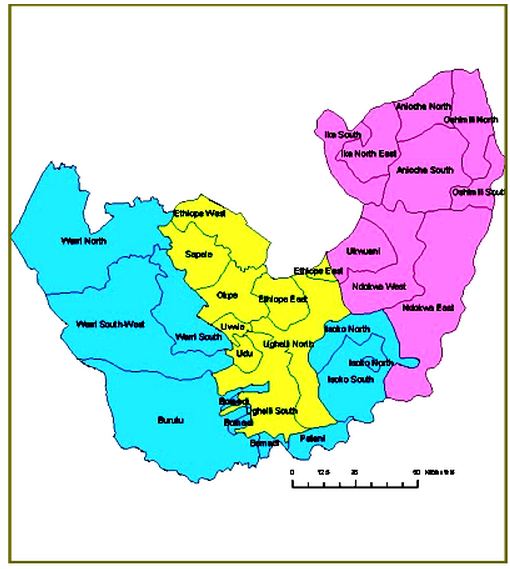 Aniocha North
Oshimili North
Ika South
Ika North East
Aniocha South
Oshimili Sout
Ethiope West
Warri North
Sapele
Ukwuani
Ethiope East
Ndokwa West
Okpe
Ethiope East
Ndokwa East
Warri South-West
Uvwie
Isoko North
Warri South
Ughelli North
Udu
Isoko North
Isoko South
Bomadi
Ughelli South
Burutu
Bomadi
Bomadi
Patani
0 12.5 25 50 Kilometers